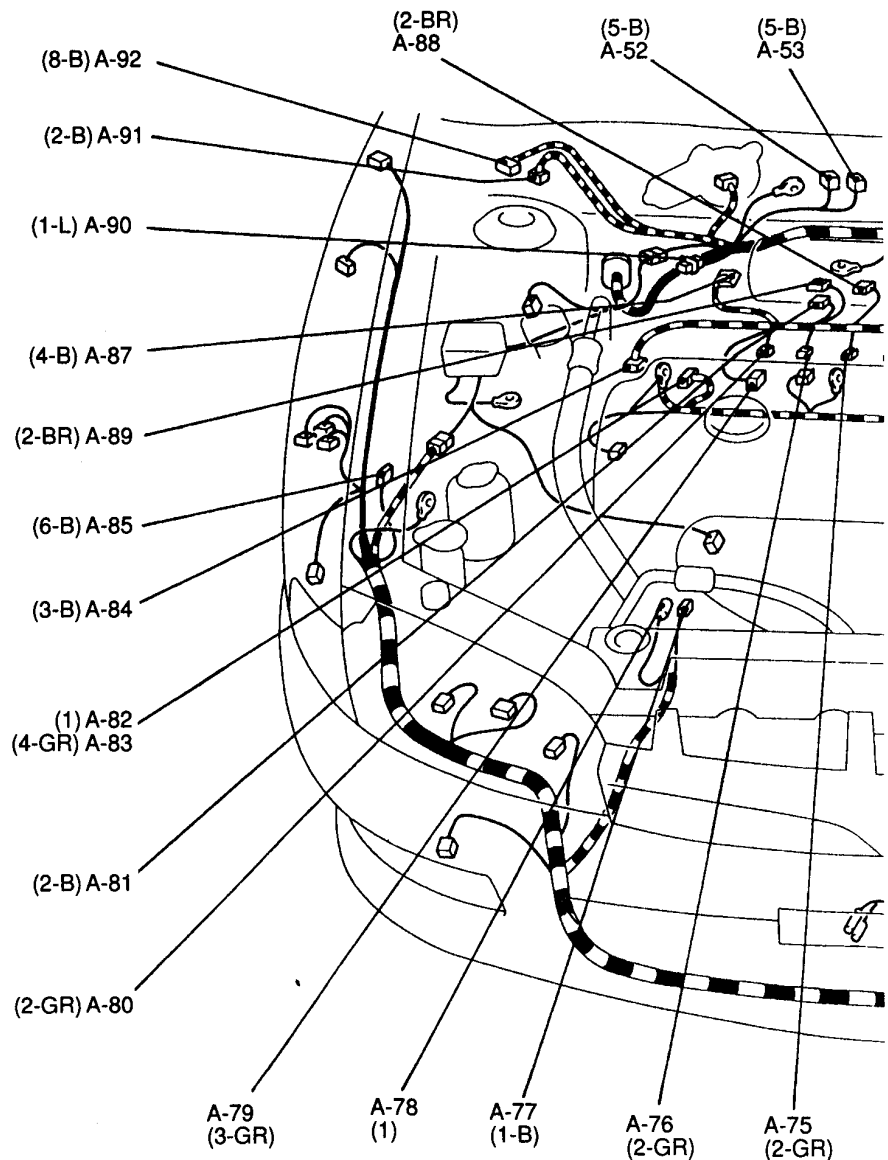 (2-BR)
A-88
(5-B)
A-52
(5-B)
A-53
(8-B) A-92
(2-B) A-91
(1-L) A-90
(4-B) A-87
(2-BR) A-89
(6-B) A-85
(3-B) A-84
(1) A-82
(4-GR) A-83
(2-B) A-81
(2-GR) A-80
A-79
(3-GR)
A-78
(1)
A-77
(1-B)
A-76
(2-GR)
A-75
(2-GR)